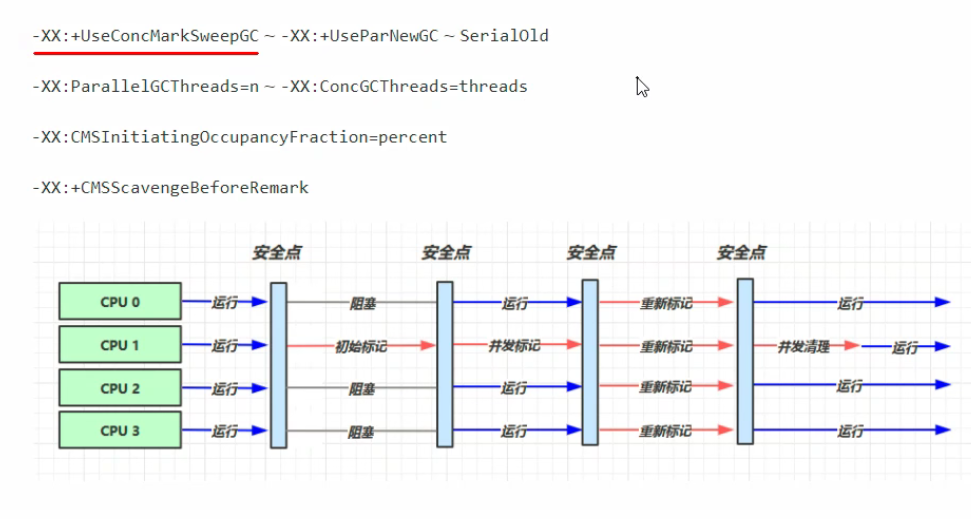 -XX:+UseConcMarkSweepGC ~ -XX:+UseParNewGC ~ SerialOld
-XX:ParallelGCThreads=n ~ -XX:ConcGCThreads=threads
-XX:CMSInitiatingOccupancyFraction=percent
-XX:+CMSScavengeBeforeRemark
安全点 安全点 安全点 安全点
CPU 0 运行 阻塞 运行 重新标记 运行
CPU 1 运行 初始标记 并发标记 重新标记 并发清理 运行
CPU 2 运行 阻塞 运行 重新标记 运行
CPU 3 运行 阻塞 运行 重新标记 运行